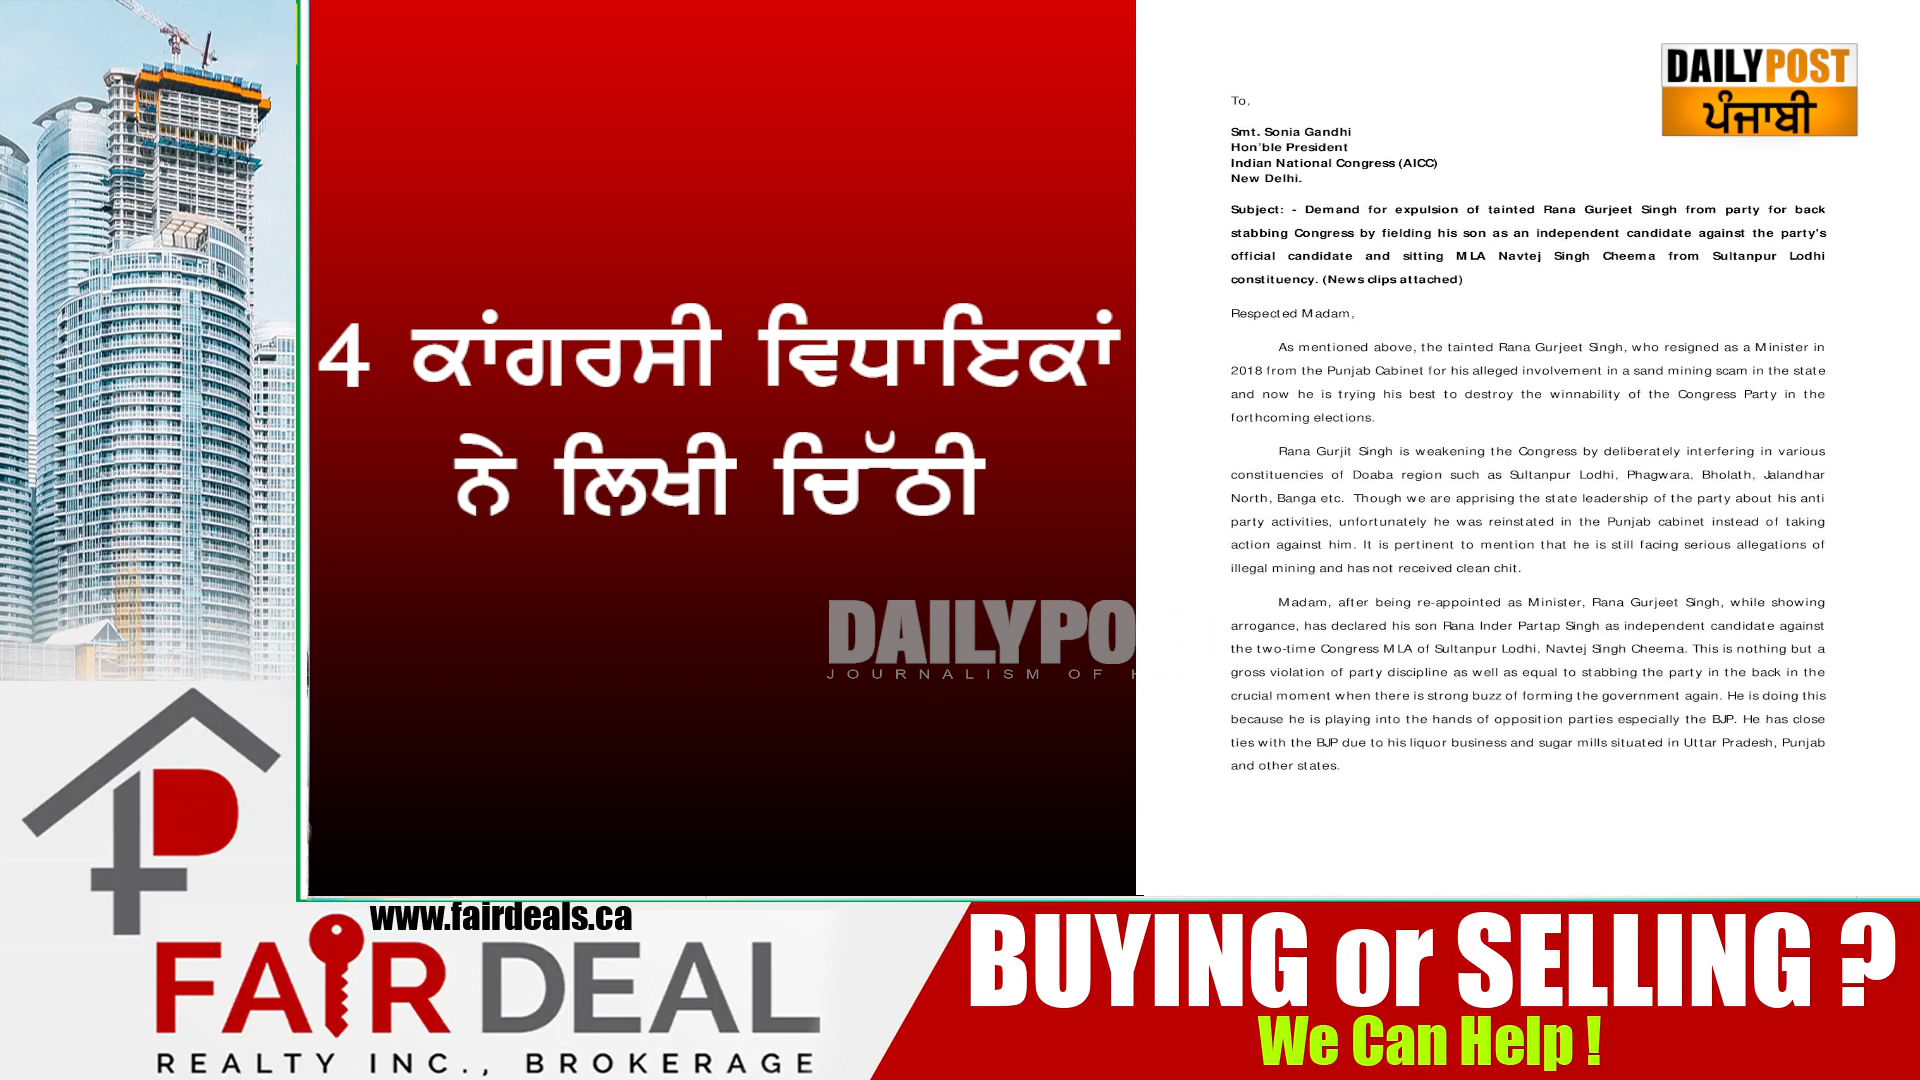 4 ਕਾਂਗਰਸੀ ਵਿਧਾਇਕਾਂ
ਨੇ ਲਿਖੀ ਚਿੱਠੀ
DAILYPO
JOURNALISM OF H
DAILYPOST
ਪੰਜਾਬੀ
To,
Smt. Sonia Gandhi
Hon'ble President
Indian National Congress (AICC)
New Delhi.
Subject: - Demand for expulsion of tainted Rana Gurjeet Singh from party for back
stabbing Congress by fielding his son as an independent candidate against the party's
official candidate and sitting MLA Navtej Singh Cheema from Sultanpur Lodhi
constituency. (News clips attached)
Respected Madam,
As mentioned above, the tainted Rana Gurjeet Singh, who resigned as a Minister in
2018 from the Punjab Cabinet for his alleged involvement in a sand mining scam in the state
and now he is trying his best to destroy the winnability of the Congress Party in the
forthcoming elections.
Rana Gurjit Singh is weakening the Congress by deliberately interfering in various
constituencies of Doaba region such as Sultanpur Lodhi, Phagwara, Bholath, Jalandhar
North, Banga etc. Though we are apprising the state leadership of the party about his anti
party activities, unfortunately he was reinstated in the Punjab cabinet instead of taking
action against him. It is pertinent to mention that he is still facing serious allegations of
illegal mining and has not received clean chit.
Madam, after being re-appointed as Minister, Rana Gurjeet Singh, while showing
arrogance, has declared his son Rana Inder Partap Singh as independent candidate against
the two-time Congress MLA of Sultanpur Lodhi, Navtej Singh Cheema. This is nothing but a
gross violation of party discipline as well as equal to stabbing the party in the back in the
crucial moment when there is strong buzz of forming the government again. He is doing this
because he is playing into the hands of opposition parties especially the BJP. He has close
ties with the BJP due to his liquor business and sugar mills situated in Uttar Pradesh, Punjab
and other states.
www.fairdeals.ca
FAIR DEAL
REALTY INC., BROKERAGE
BUYING or SELLING ?
We Can Help !